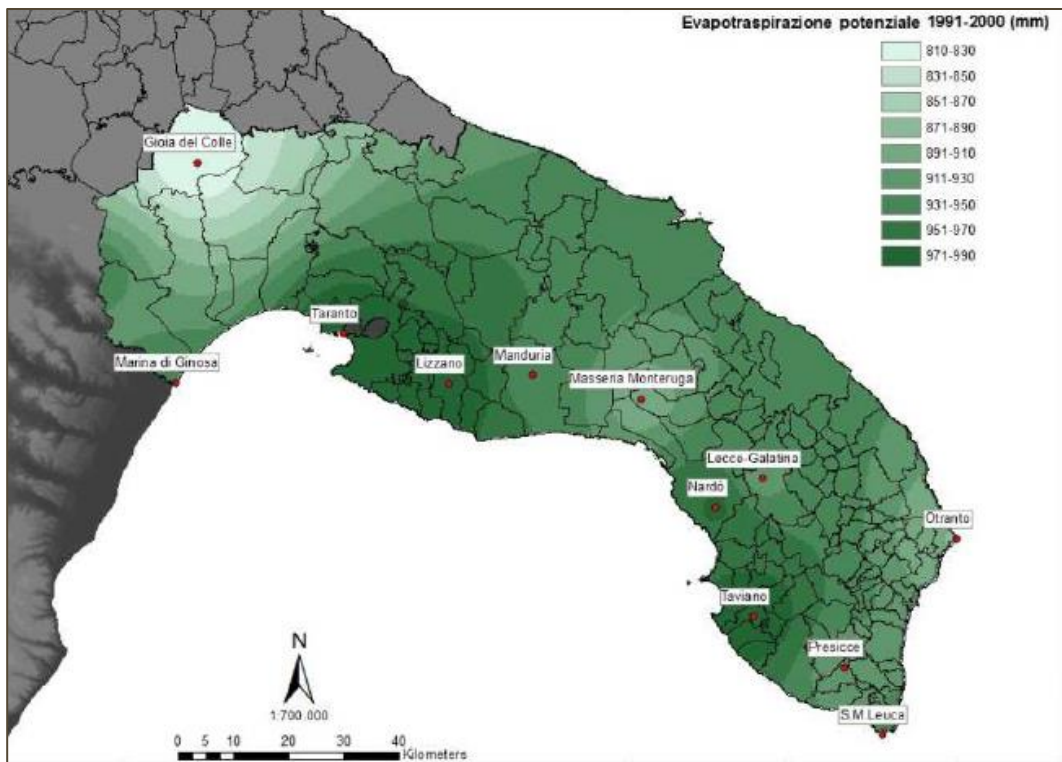 Evapotraspirazione potenziale 1991-2000 (mm)
810-830
831-850
851-870
871-890
891-910
911-930
931-950
951-970
971-990
Gioia del Colle
Taranto
Marina di Ginosa
Lizzano
Manduria
Masseria Monteruga
Lecce-Galatina
Nardò
Otranto
Taviano
Presicce
S.M.Leuca
N
1:700.000
0 5 10 20 30 40
Kilometers